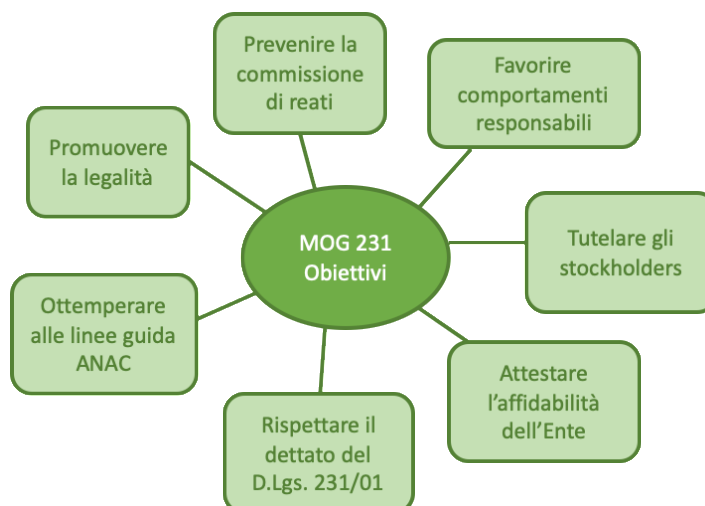 Prevenire la
commissione
di reati
Favorire
comportamenti
responsabili
Promuovere
la legalità
MOG 231
Obiettivi
Tutelare gli
stockholders
Ottemperare
alle linee guida
ANAC
Attestare
l'affidabilità
dell'Ente
Rispettare il
dettato del
D.Lgs. 231/01